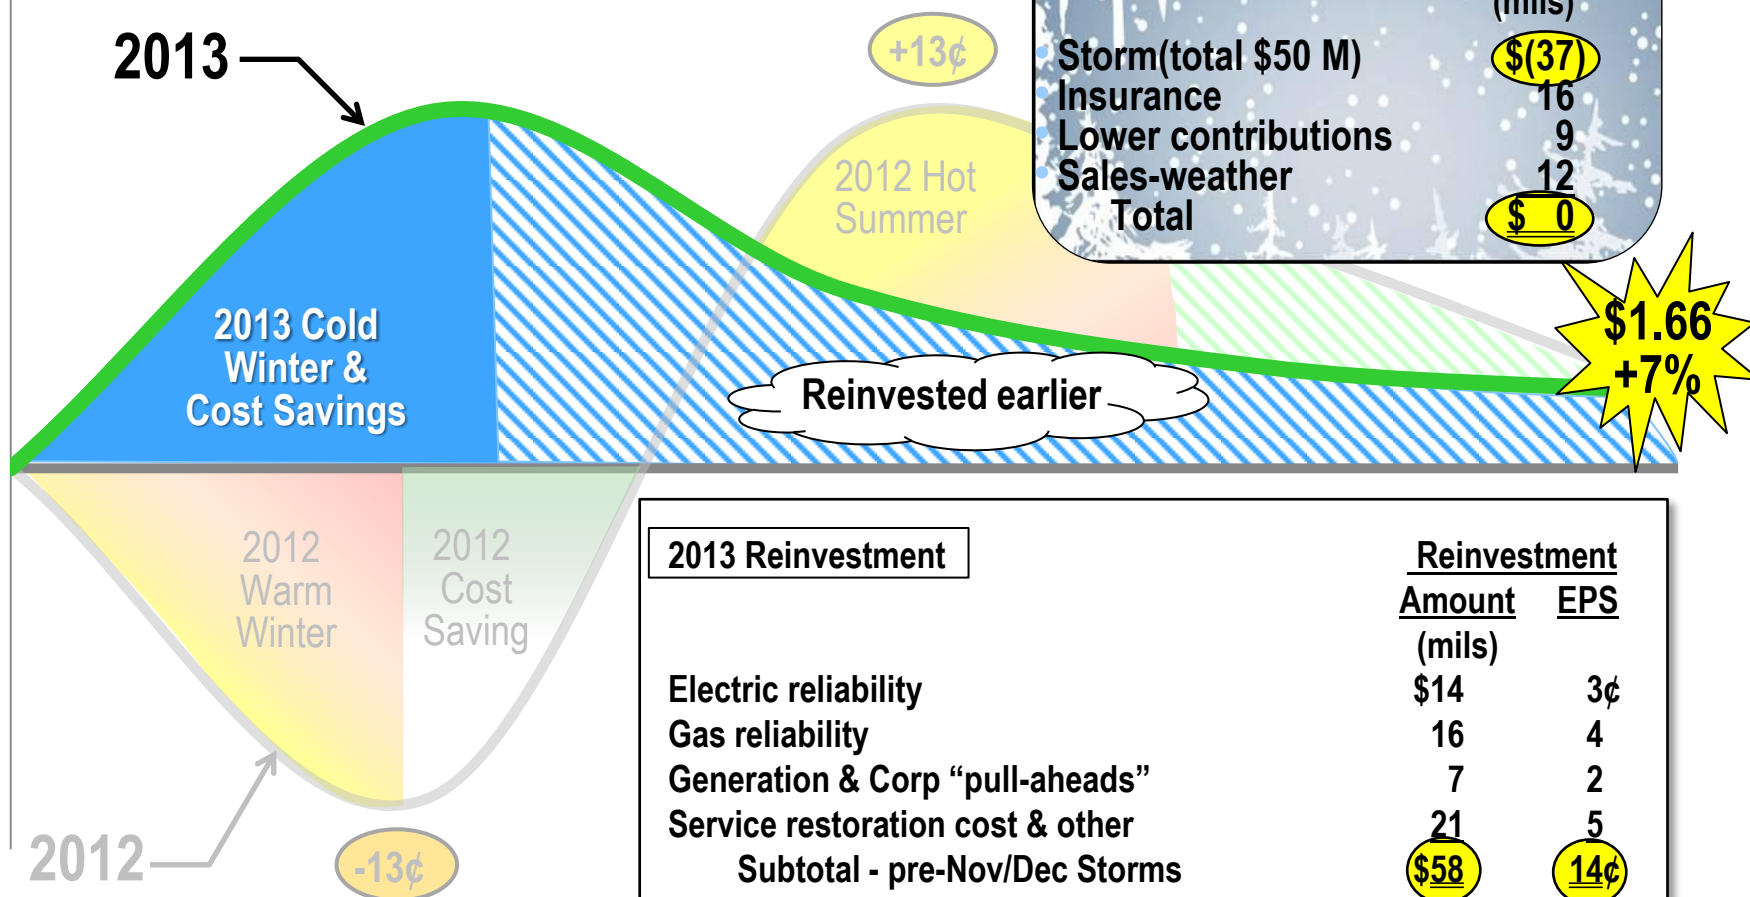 (mils)
2013
+13¢
Storm(total $50 M) $(37)
Insurance 16
Lower contributions 9
Sales-weather 12
Total $ 0
2012 Hot
Summer
$1.66
+7%
2013 Cold
Winter &
Cost Savings
Reinvested earlier
2012
Warm
Winter
2012
Cost
Saving
2013 Reinvestment Reinvestment
Amount EPS
(mils)
Electric reliability $14 3¢
Gas reliability 16 4
Generation & Corp “pull-aheads” 7 2
Service restoration cost & other 21 5
Subtotal - pre-Nov/Dec Storms $58 14¢
2012
-13¢